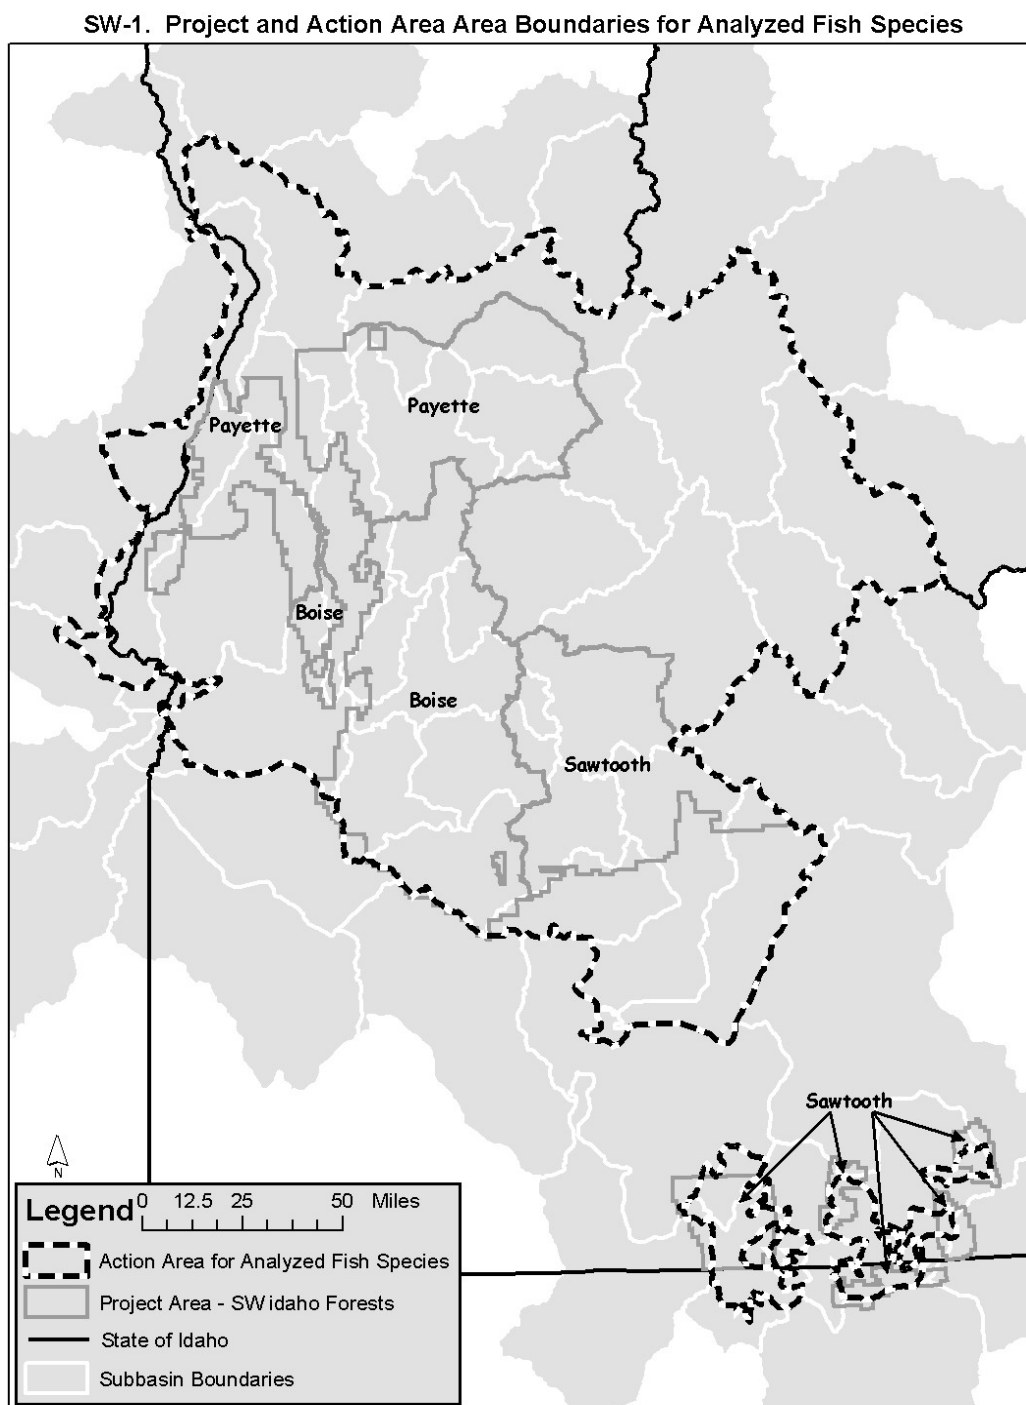 SW-1. Project and Action Area Area Boundaries for Analyzed Fish Species
Payette
Payette
Boise
Boise
Sawtooth
Sawtooth
N
Legend
0 12.5 25 50 Miles
Action Area for Analyzed Fish Species
Project Area - SW idaho Forests
State of Idaho
Subbasin Boundaries